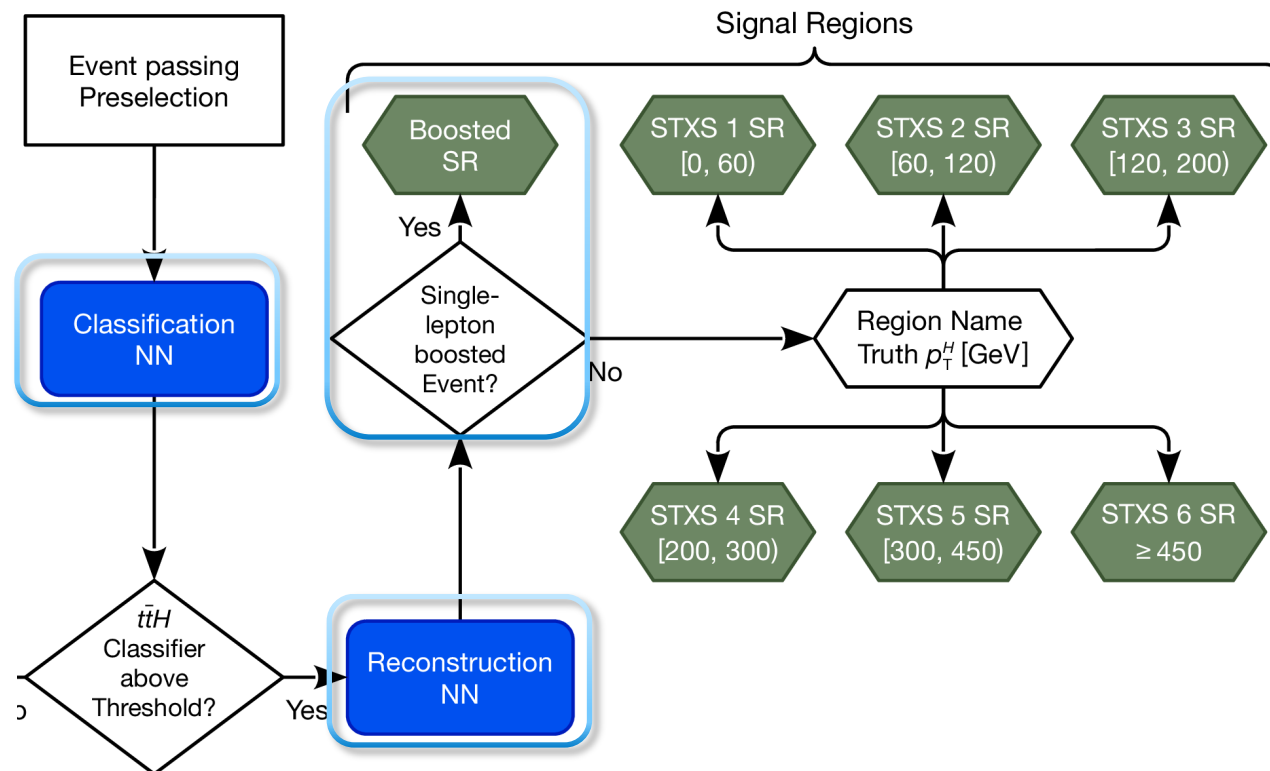 Signal Regions
Event passing
Preselection
Classification
NN
tt̄H
Classifier
above
Threshold?
Yes
Reconstruction
NN
Single-
lepton
boosted
Event?
Yes
No
Boosted
SR
Region Name
Truth p_T^H [GeV]
STXS 1 SR
[0, 60)
STXS 2 SR
[60, 120)
STXS 3 SR
[120, 200)
STXS 4 SR
[200, 300)
STXS 5 SR
[300, 450)
STXS 6 SR
≥ 450